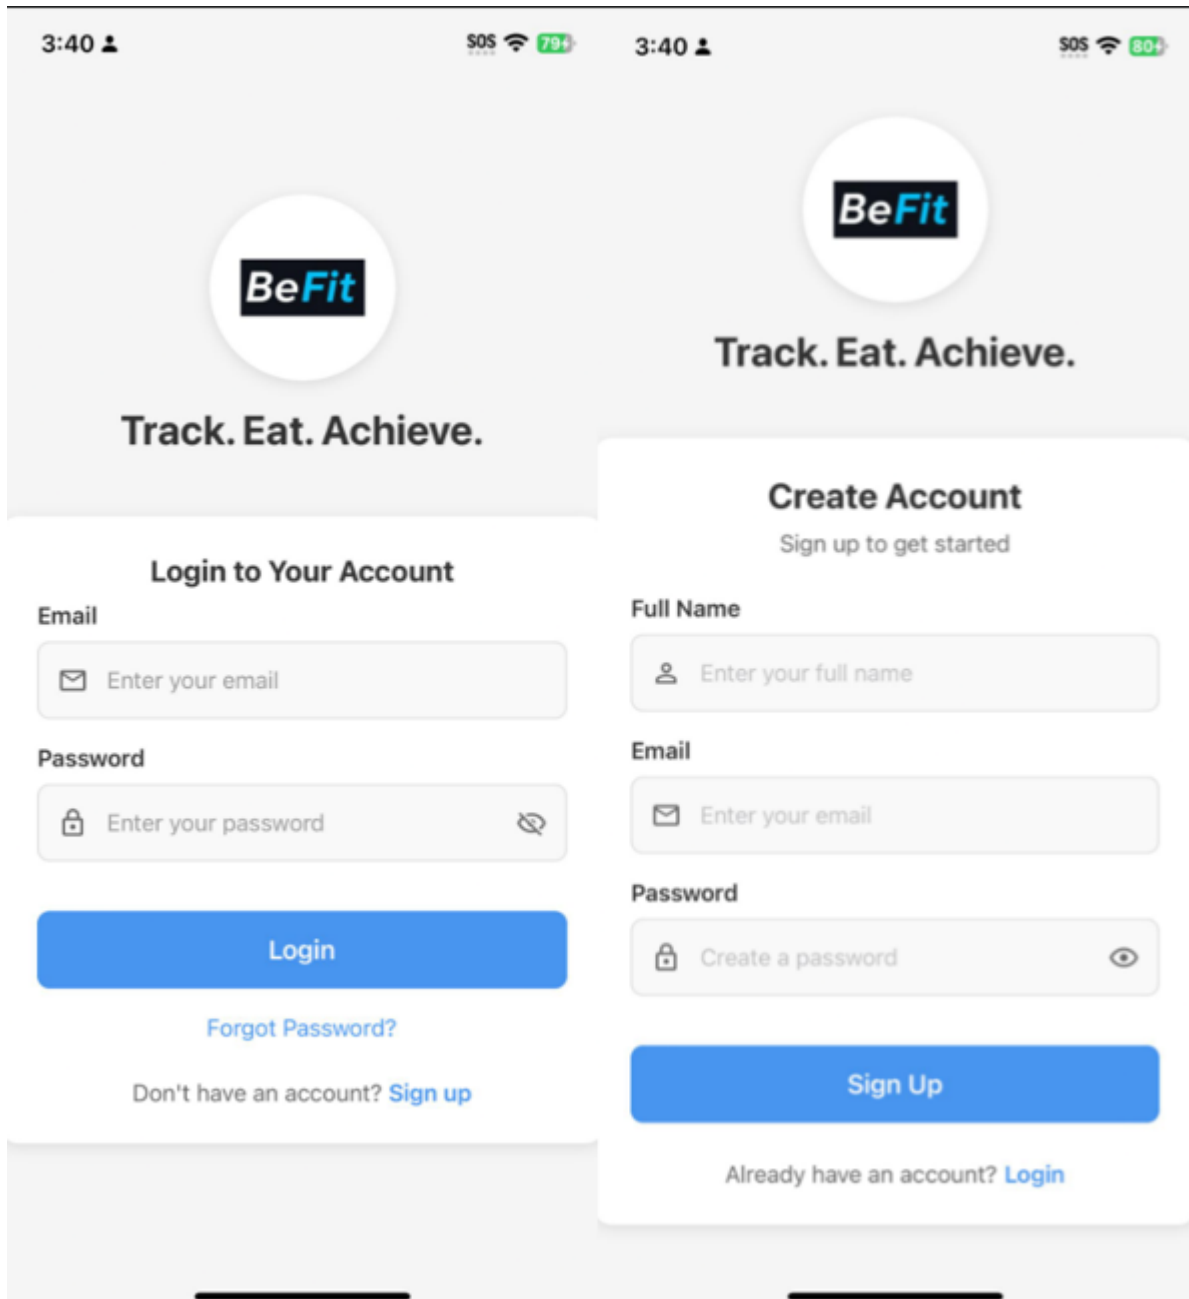 3:40
SOS
79
BeFit
Track. Eat. Achieve.
Login to Your Account
Email
Enter your email
Password
Enter your password
Login
Forgot Password?
Don't have an account? Sign up
3:40
SOS
80
BeFit
Track. Eat. Achieve.
Create Account
Sign up to get started
Full Name
Enter your full name
Email
Enter your email
Password
Create a password
Sign Up
Already have an account? Login